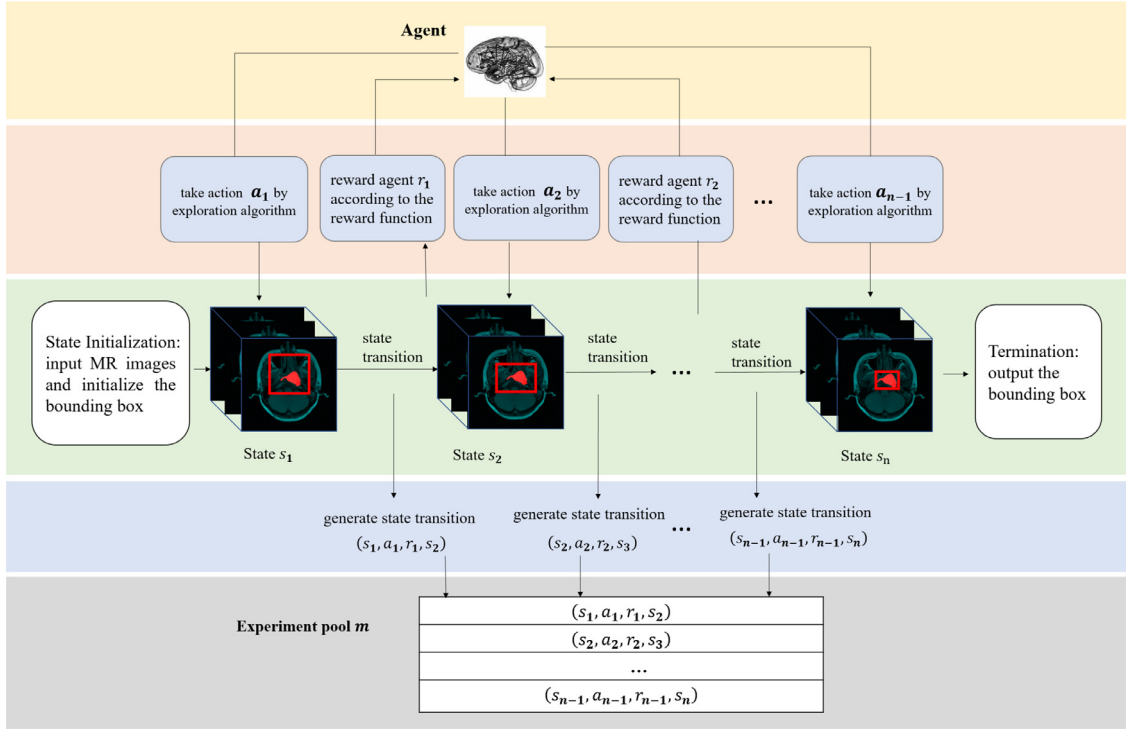 Agent
take action a₁ by
exploration algorithm
reward agent r₁
according to the
reward function
take action a₂ by
exploration algorithm
reward agent r₂
according to the
reward function
...
take action aₙ₋₁ by
exploration algorithm
State Initialization:
input MR images
and initialize the
bounding box
State s₁
state
transition
State s₂
state
transition
...
state
transition
State sₙ
Termination:
output the
bounding box
generate state transition
(s₁, a₁, r₁, s₂)
generate state transition
(s₂, a₂, r₂, s₃)
...
generate state transition
(sₙ₋₁, aₙ₋₁, rₙ₋₁, sₙ)
Experiment pool m
(s₁, a₁, r₁, s₂)
(s₂, a₂, r₂, s₃)
...
(sₙ₋₁, aₙ₋₁, rₙ₋₁, sₙ)